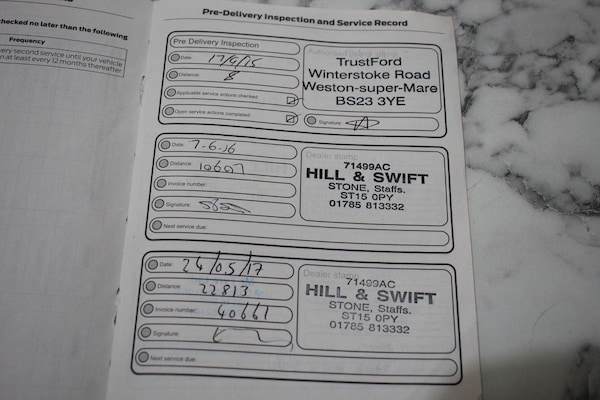 checked no later than the following
Frequency
every second service until your vehicle
n at least every 12 months thereafter
Pre-Delivery Inspection and Service Record
Pre Delivery Inspection
Date: 17/6/15
Distance: 8
Applicable service actions checked
Open service actions completed
TrustFord
Winterstoke Road
Weston-super-Mare
BS23 3YE
Signature:
Date: 7.6.16
Distance: 10607
Invoice number:
Signature:
Next service due:
Dealer stamp
71499AC
HILL & SWIFT
STONE, Staffs.
ST15 0PY
01785 813332
Date: 24/05/17
Distance: 22813
Invoice number: 40661
Signature:
Next service due:
Dealer stamp
71499AC
HILL & SWIFT
STONE, Staffs.
ST15 0PY
01785 813332